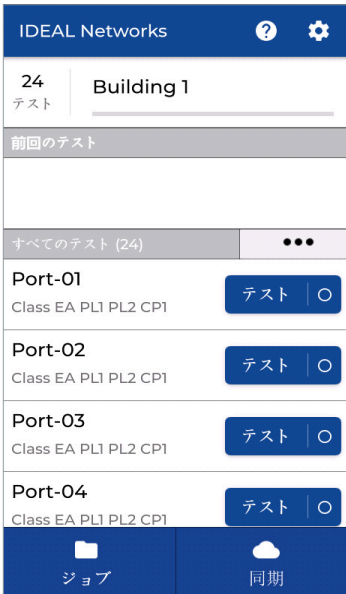 IDEAL Networks
24
テスト
Building 1
前回のテスト
すべてのテスト (24)
Port-01
Class EA PL1 PL2 CP1
テスト
Port-02
Class EA PL1 PL2 CP1
テスト
Port-03
Class EA PL1 PL2 CP1
テスト
Port-04
Class EA PL1 PL2 CP1
テスト
ジョブ
同期